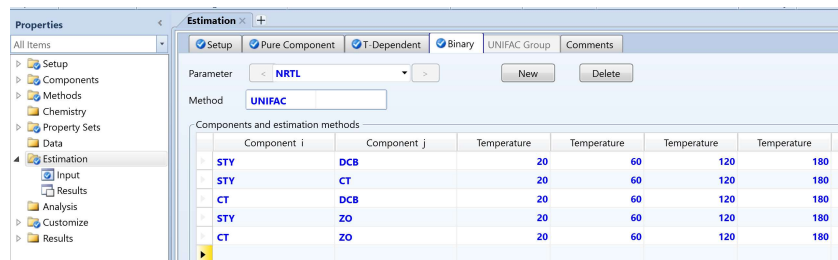 Properties
All Items
Setup
Components
Methods
Chemistry
Property Sets
Data
Estimation
Input
Results
Analysis
Customize
Results
Estimation × +
Setup Pure Component T-Dependent Binary UNIFAC Group Comments
Parameter < NRTL > New Delete
Method UNIFAC
Components and estimation methods
Component i Component j Temperature Temperature Temperature Temperature
STY DCB 20 60 120 180
STY CT 20 60 120 180
CT DCB 20 60 120 180
STY ZO 20 60 120 180
CT ZO 20 60 120 180